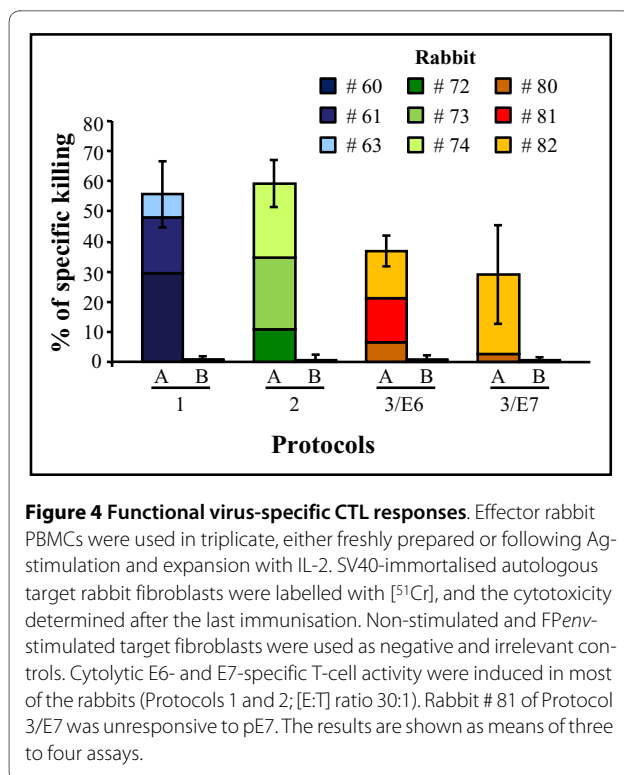 Rabbit
# 60 # 72 # 80
# 61 # 73 # 81
# 63 # 74 # 82
% of specific killing
80
70
60
50
40
30
20
10
0
A B A B A B A B
1 2 3/E6 3/E7
Protocols
Figure 4 Functional virus-specific CTL responses. Effector rabbit
PBMCs were used in triplicate, either freshly prepared or following Ag-
stimulation and expansion with IL-2. SV40-immortalised autologous
target rabbit fibroblasts were labelled with [51Cr], and the cytotoxicity
determined after the last immunisation. Non-stimulated and FPenv-
stimulated target fibroblasts were used as negative and irrelevant con-
trols. Cytolytic E6- and E7-specific T-cell activity were induced in most
of the rabbits (Protocols 1 and 2; [E:T] ratio 30:1). Rabbit # 81 of Protocol
3/E7 was unresponsive to pE7. The results are shown as means of three
to four assays.